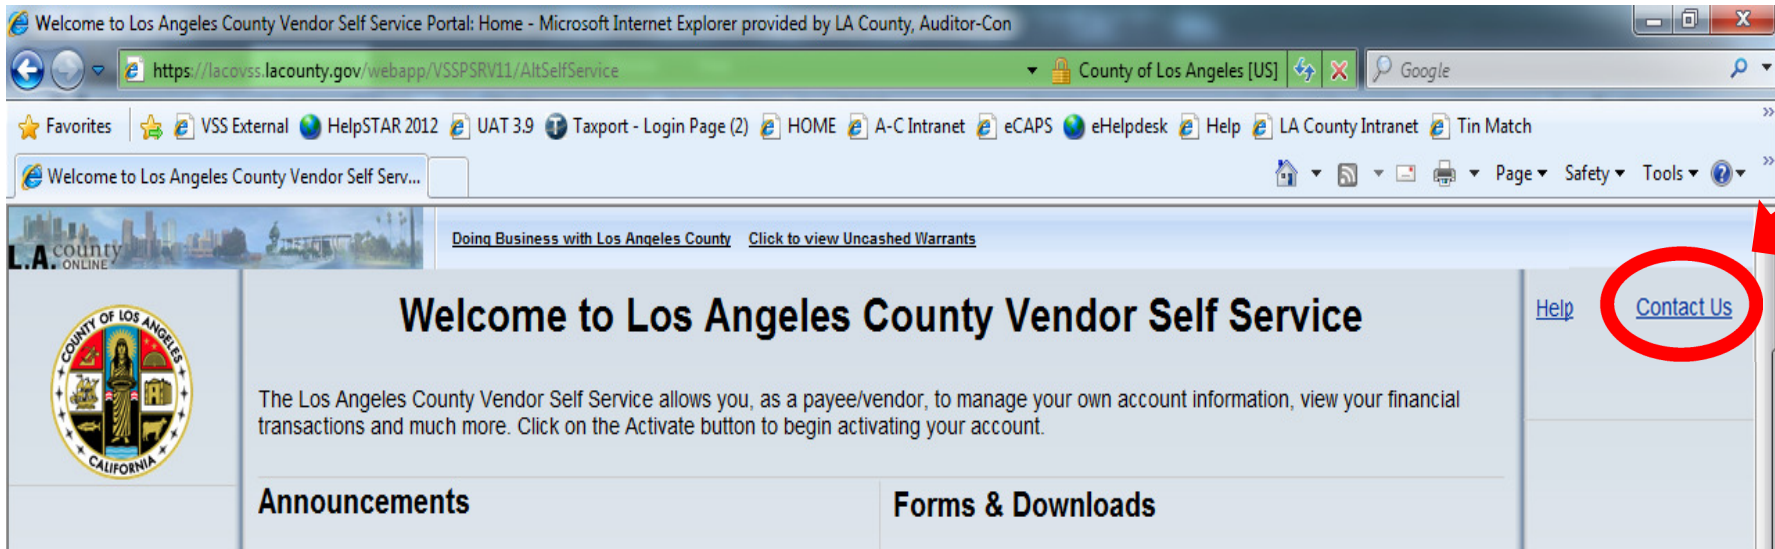 Welcome to Los Angeles County Vendor Self Service Portal: Home - Microsoft Internet Explorer provided by LA County, Auditor-Con
https://lacovss.lacounty.gov/webapp/VSSPSRV11/AltSelfService County of Los Angeles [US] Google
Favorites VSS External HelpSTAR 2012 UAT 3.9 Taxport - Login Page (2) HOME A-C Intranet eCAPS eHelpdesk Help LA County Intranet Tin Match
Welcome to Los Angeles County Vendor Self Serv... Page Safety Tools
L.A. county ONLINE Doing Business with Los Angeles County Click to view Uncashed Warrants
COUNTY OF LOS ANGELES CALIFORNIA
Welcome to Los Angeles County Vendor Self Service
Help Contact Us
The Los Angeles County Vendor Self Service allows you, as a payee/vendor, to manage your own account information, view your financial
transactions and much more. Click on the Activate button to begin activating your account.
Announcements Forms & Downloads